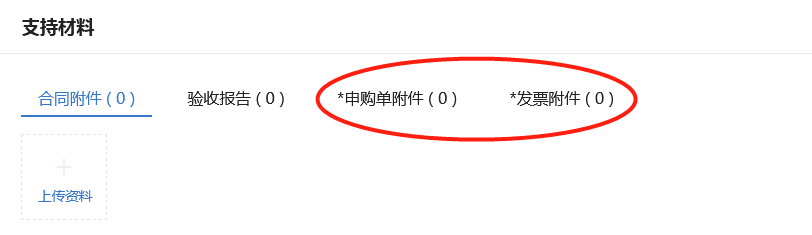 支持材料
合同附件 ( 0 ) 验收报告 ( 0 ) *申购单附件 ( 0 ) *发票附件 ( 0 )
上传资料